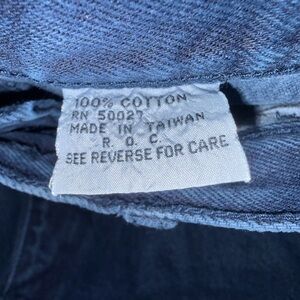 100% COTTON
RN 50027
MADE IN TAIWAN
R. O. C.
SEE REVERSE FOR CARE